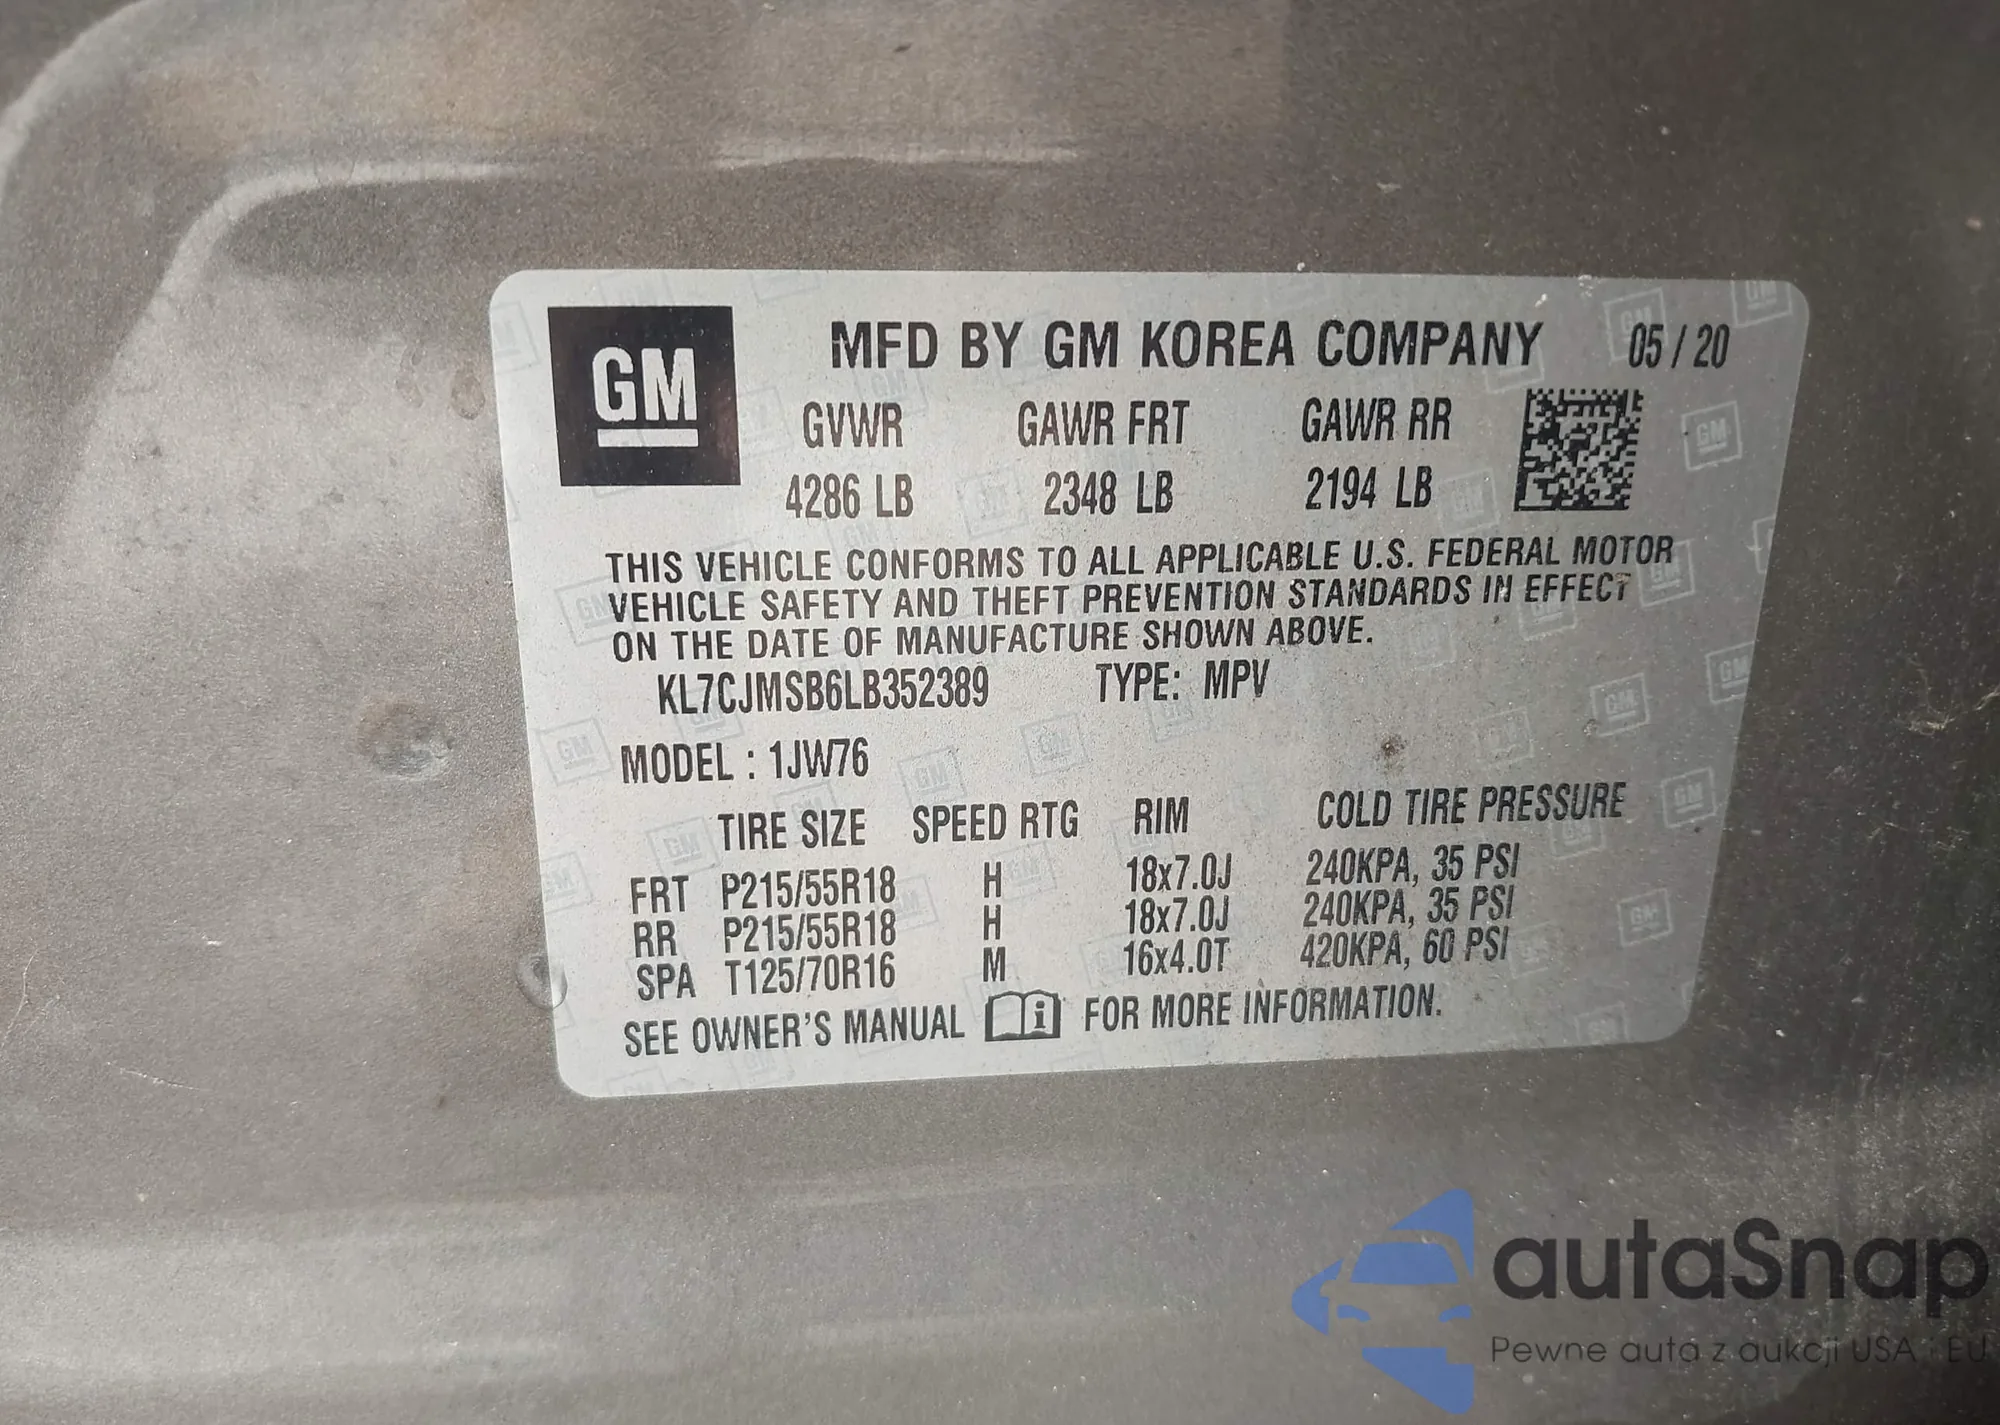 GM
MFD BY GM KOREA COMPANY 05 / 20
GVWR GAWR FRT GAWR RR
4286 LB 2348 LB 2194 LB
THIS VEHICLE CONFORMS TO ALL APPLICABLE U.S. FEDERAL MOTOR
VEHICLE SAFETY AND THEFT PREVENTION STANDARDS IN EFFECT
ON THE DATE OF MANUFACTURE SHOWN ABOVE.
KL7CJMSB6LB352389 TYPE: MPV
MODEL : 1JW76
TIRE SIZE SPEED RTG RIM COLD TIRE PRESSURE
FRT P215/55R18 H 18x7.0J 240KPA, 35 PSI
RR P215/55R18 H 18x7.0J 240KPA, 35 PSI
SPA T125/70R16 M 16x4.0T 420KPA, 60 PSI
SEE OWNER'S MANUAL i FOR MORE INFORMATION.
autaSnap
Pewne auta z aukcji USA i EU